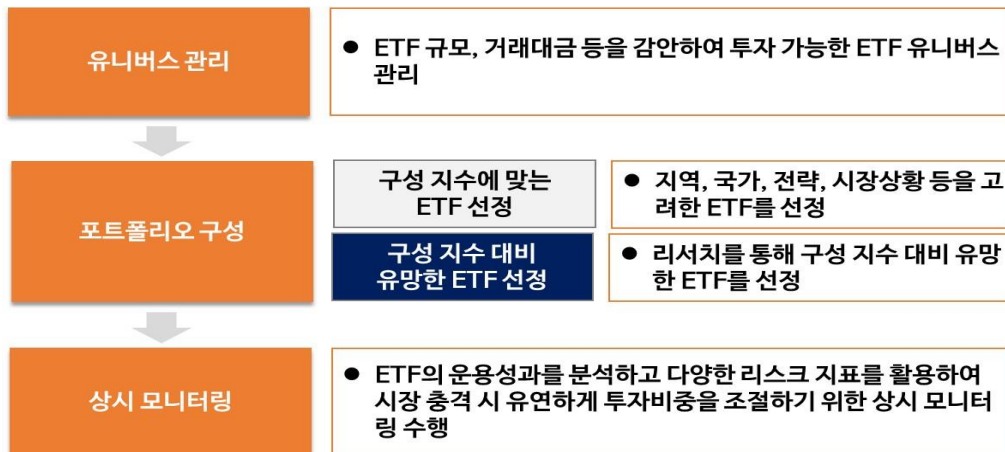 유니버스 관리
● ETF 규모, 거래대금 등을 감안하여 투자 가능한 ETF 유니버스
관리
포트폴리오 구성
구성 지수에 맞는
ETF 선정
● 지역, 국가, 전략, 시장상황 등을 고
려한 ETF를 선정
구성 지수 대비
유망한 ETF 선정
● 리서치를 통해 구성 지수 대비 유망
한 ETF를 선정
상시 모니터링
● ETF의 운용성과를 분석하고 다양한 리스크 지표를 활용하여
시장 충격 시 유연하게 투자비중을 조절하기 위한 상시 모니터
링 수행